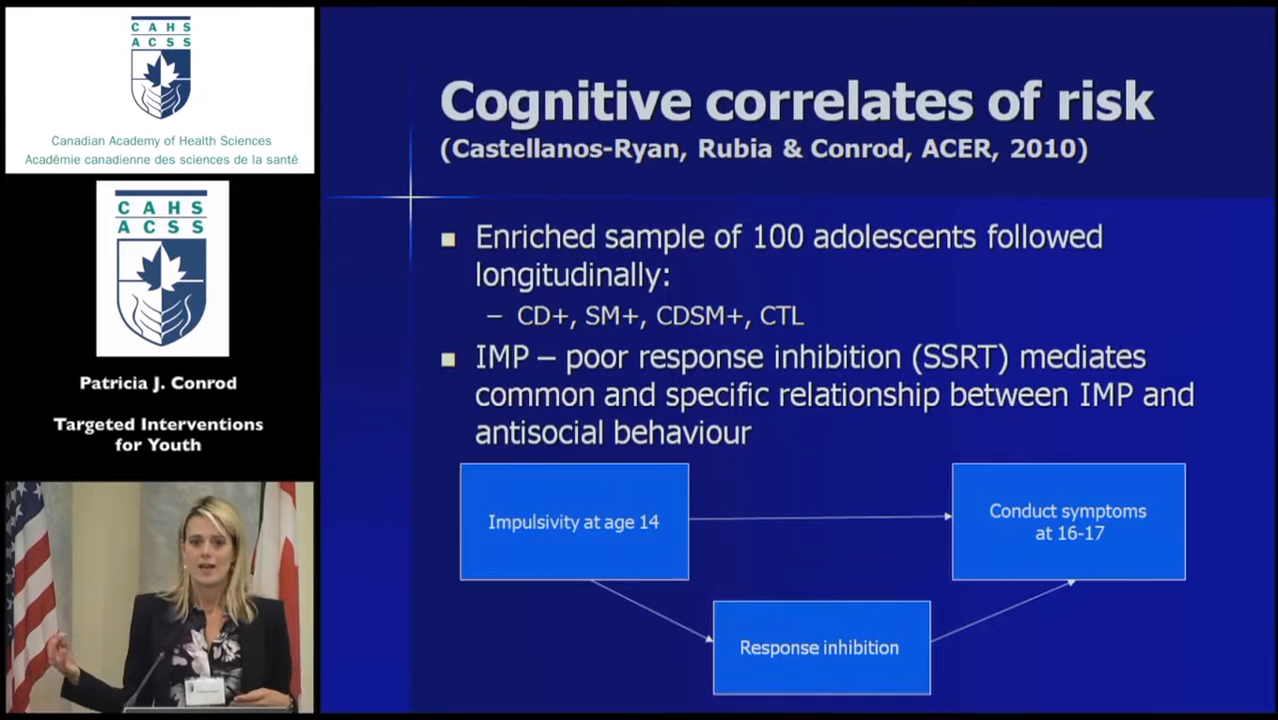 CAHS
ACSS
Canadian Academy of Health Sciences
Académie canadienne des sciences de la santé
CAHS
ACSS
Patricia J. Conrod
Targeted Interventions
for Youth
Cognitive correlates of risk
(Castellanos-Ryan, Rubia & Conrod, ACER, 2010)
Enriched sample of 100 adolescents followed
longitudinally:
– CD+, SM+, CDSM+, CTL
IMP – poor response inhibition (SSRT) mediates
common and specific relationship between IMP and
antisocial behaviour
Impulsivity at age 14
Conduct symptoms
at 16-17
Response inhibition